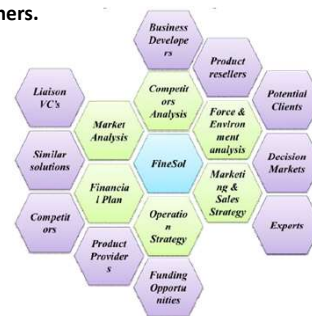 ners.
Business
Develope
rs
Product
resellers
Liaison
VC's
Competit
ors
Analysis
Potential
Clients
Market
Analysis
Force &
Environ
ment
analysis
Similar
solutions
FineSol
Decision
Markets
Financia
l Plan
Marketi
ng &
Sales
Strategy
Competit
ors
Operatio
n
Strategy
Experts
Product
Provider
s
Funding
Opportu
nities